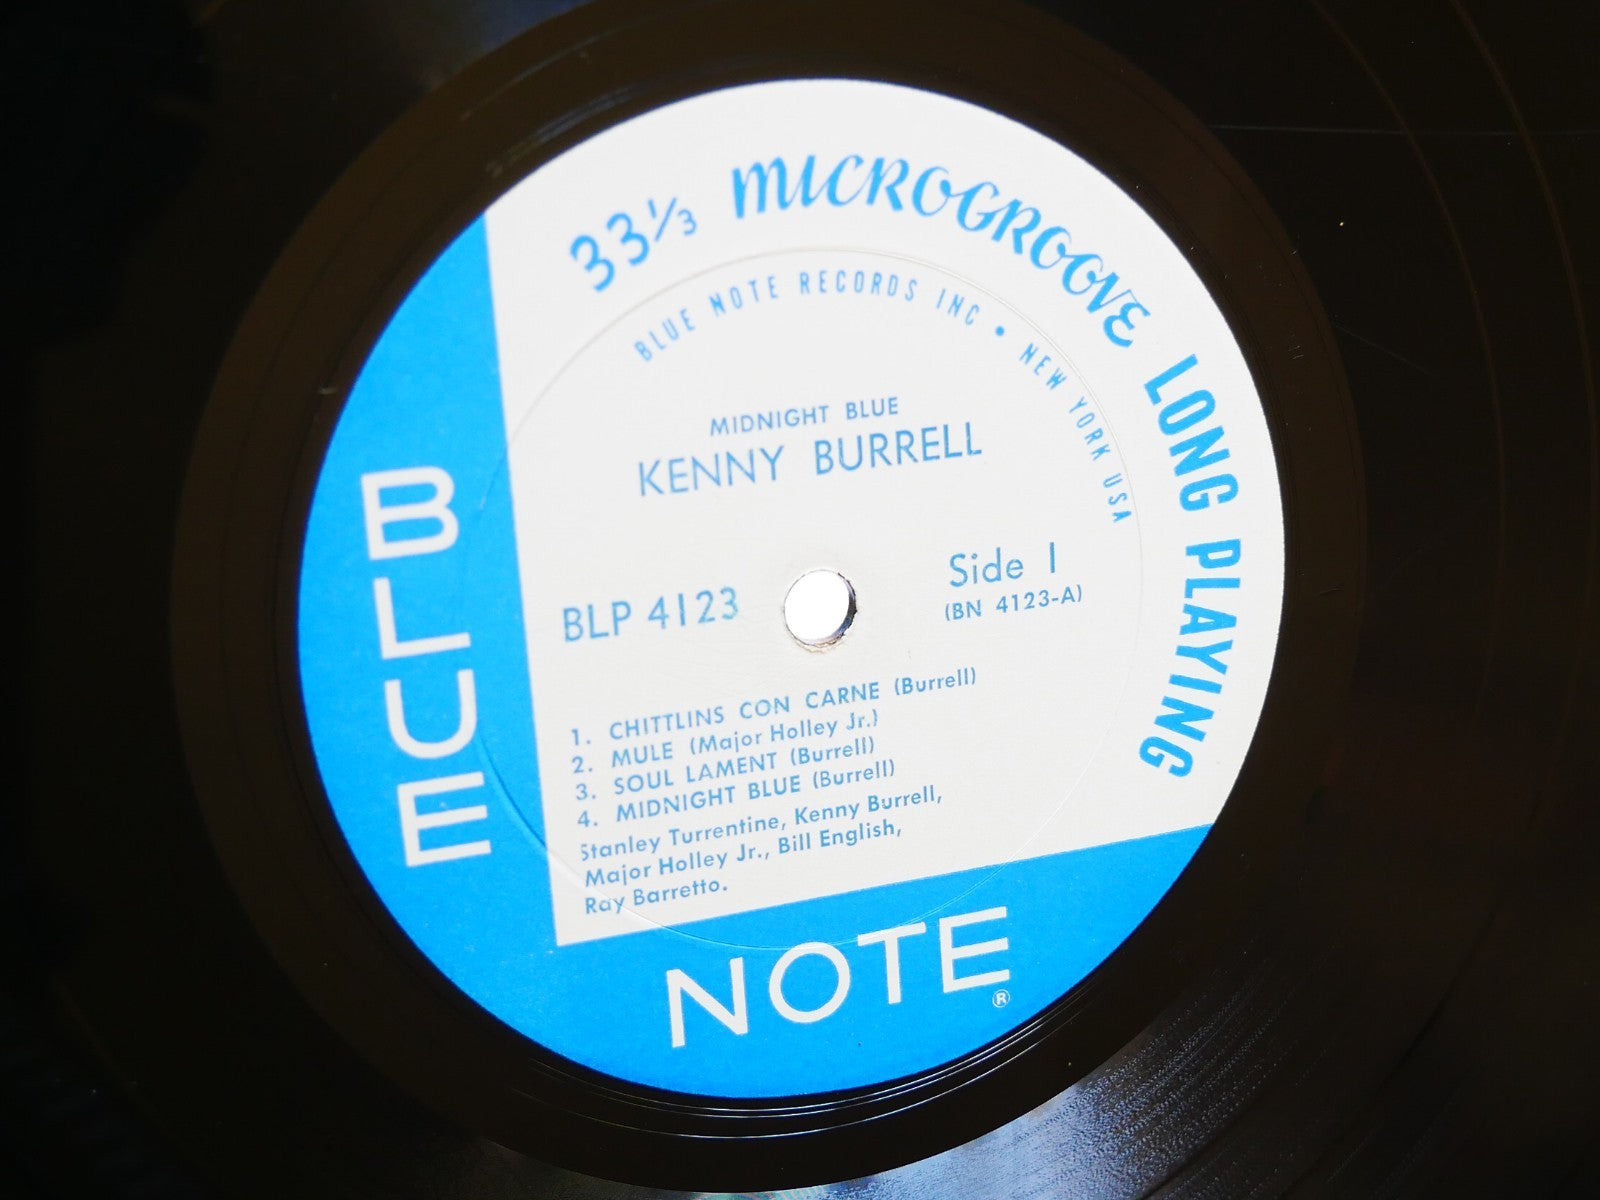 33⅓ MICROGROOVE LONG PLAYING
BLUE NOTE RECORDS INC • NEW YORK USA
MIDNIGHT BLUE
KENNY BURRELL
BLP 4123
Side 1
(BN 4123-A)
1. CHITTLINS CON CARNE (Burrell)
2. MULE (Major Holley Jr.)
3. SOUL LAMENT (Burrell)
4. MIDNIGHT BLUE (Burrell)
Stanley Turrentine, Kenny Burrell,
Major Holley Jr., Bill English,
Ray Barretto.
BLUE
NOTE®